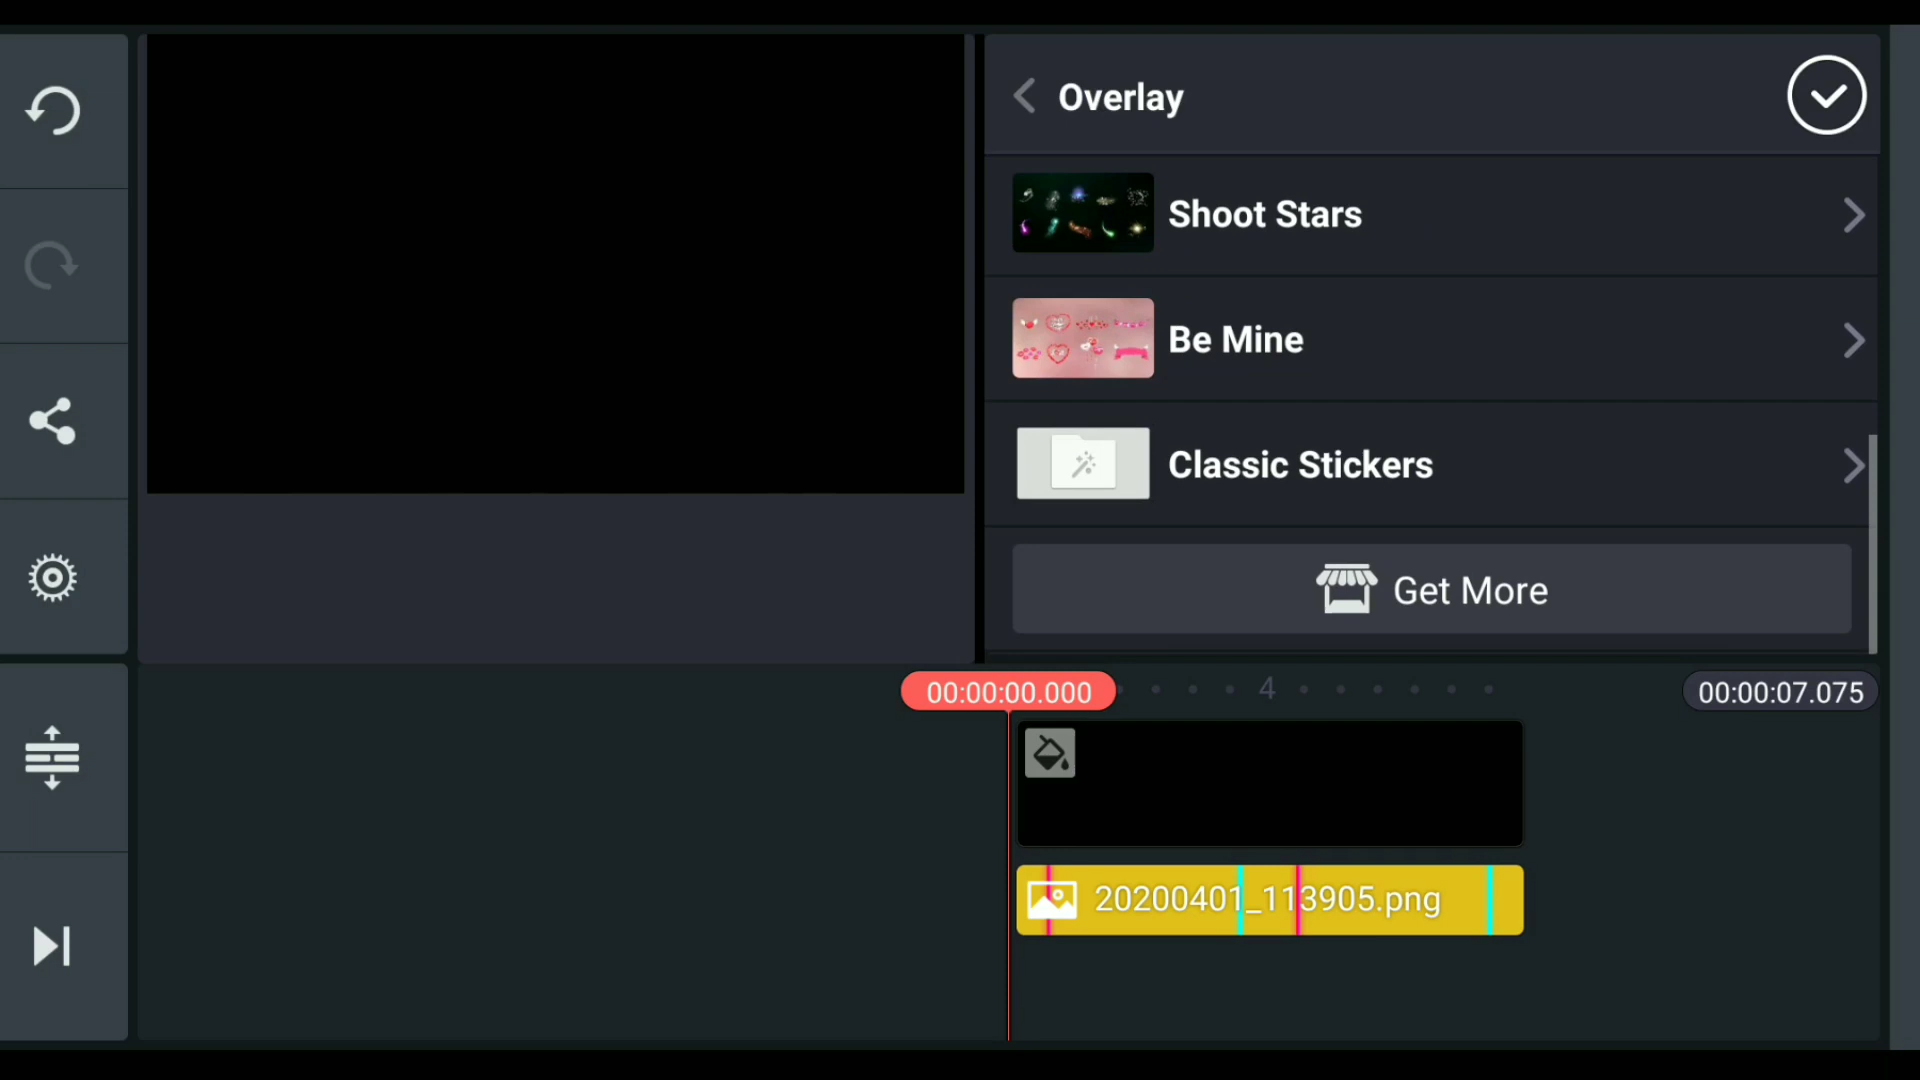 Overlay
Shoot Stars
Be Mine
Classic Stickers
Get More
00:00:00.000
4
00:00:07.075
20200401_113905.png